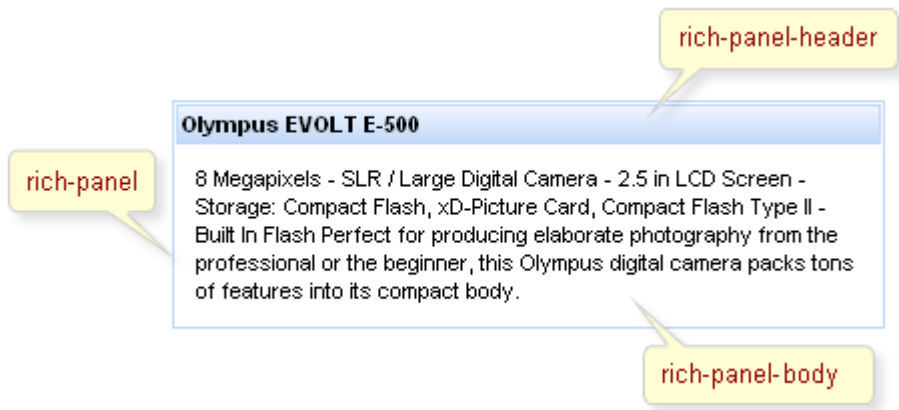 rich-panel-header
Olympus EVOLT E-500
rich-panel
8 Megapixels - SLR / Large Digital Camera - 2.5 in LCD Screen -
Storage: Compact Flash, xD-Picture Card, Compact Flash Type II -
Built In Flash Perfect for producing elaborate photography from the
professional or the beginner, this Olympus digital camera packs tons
of features into its compact body.
rich-panel-body